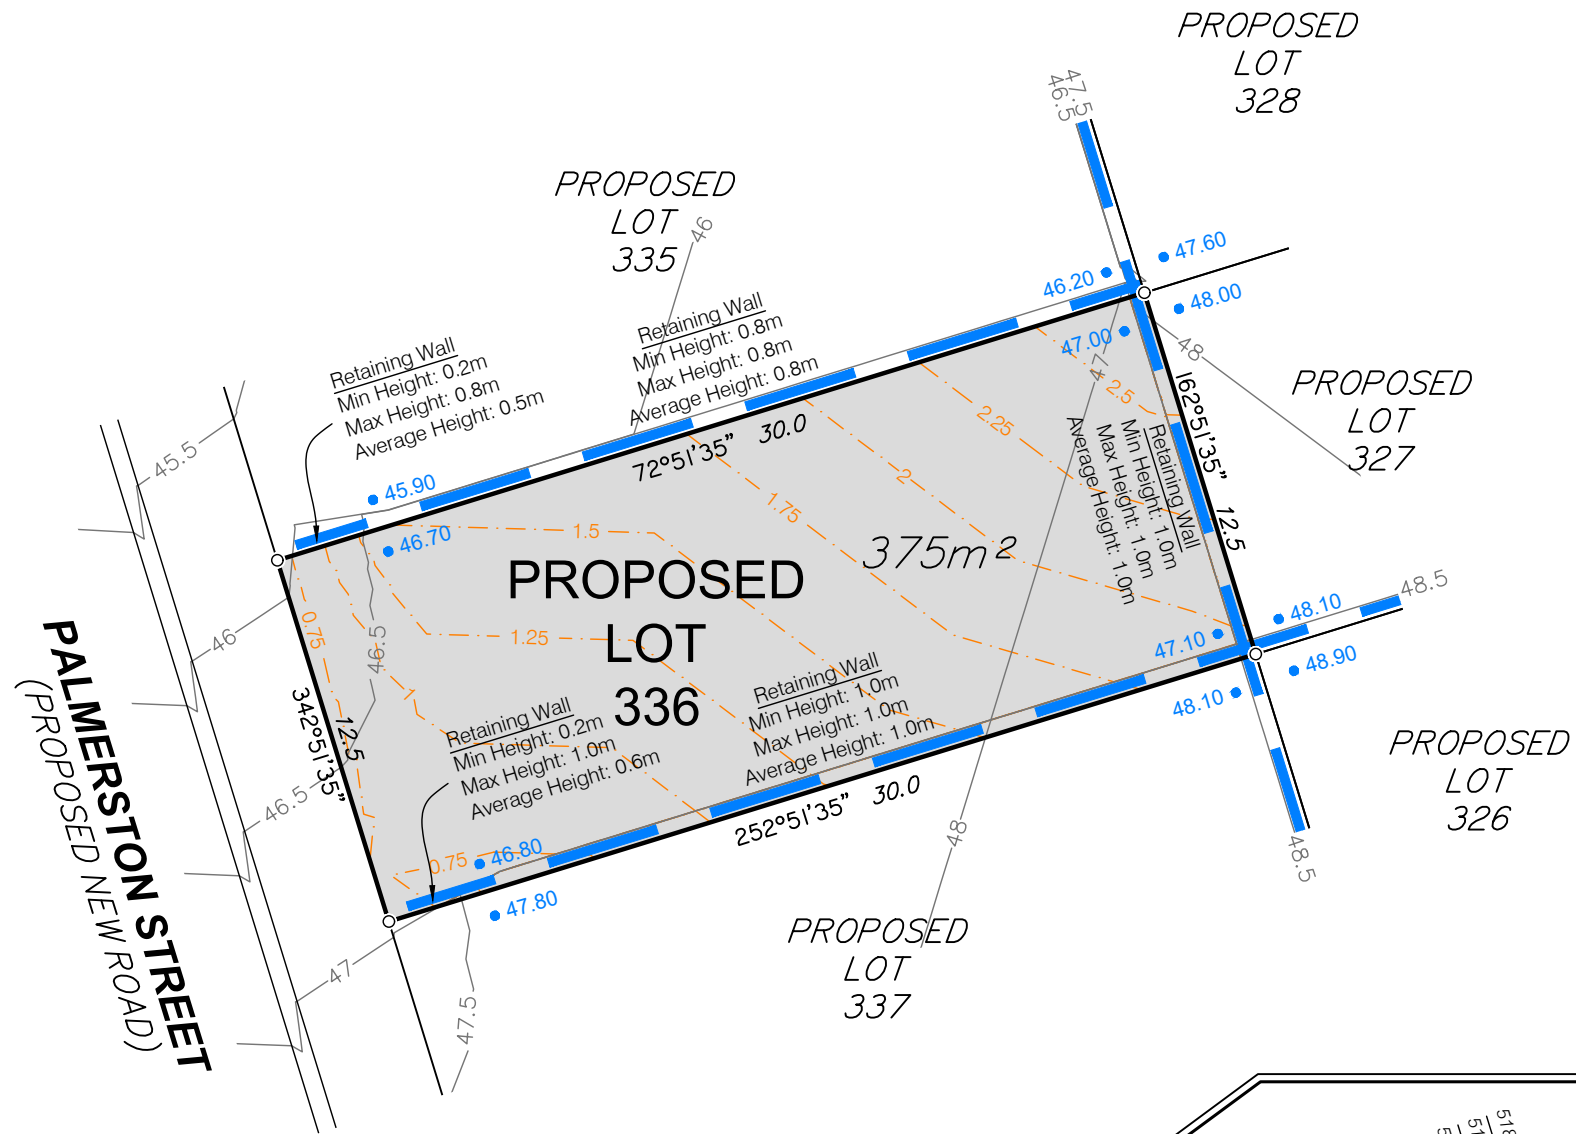 PROPOSED
LOT
328
47.5
46.5
PROPOSED
LOT
335
46
47.60
46.20
48.00
47.00
47
48
PROPOSED
LOT
327
Retaining Wall
Min Height: 0.2m
Max Height: 0.8m
Average Height: 0.5m
Retaining Wall
Min Height: 0.8m
Max Height: 0.8m
Average Height: 0.8m
72°51'35" 30.0
45.5
45.90
46.70
1.5
1.75
2
2.25
2.5
162°51'35" 12.5
Retaining Wall
Min Height: 1.0m
Max Height: 1.0m
Average Height: 1.0m
375m²
PROPOSED
LOT
336
46
0.75
46.5
1.25
1
342°51'35"
12.5
Retaining Wall
Min Height: 0.2m
Max Height: 1.0m
Average Height: 0.6m
Retaining Wall
Min Height: 1.0m
Max Height: 1.0m
Average Height: 1.0m
47.10
48.10
48.10
48.90
48.5
PROPOSED
LOT
326
46.5
0.75
46.80
47.80
252°51'35" 30.0
48
48.5
PALMERSTON STREET
(PROPOSED NEW ROAD)
47
47.5
PROPOSED
LOT
337